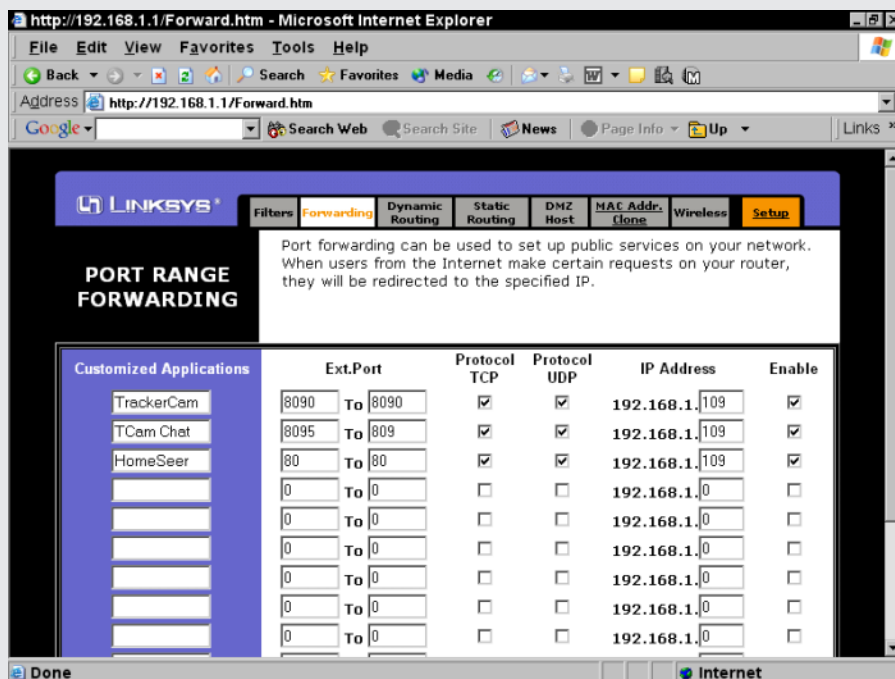 http://192.168.1.1/Forward.htm - Microsoft Internet Explorer
File Edit View Favorites Tools Help
Back Search Favorites Media
Address http://192.168.1.1/Forward.htm
Google Search Web Search Site News Page Info Up Links »
LINKSYS®
Filters Forwarding Dynamic Routing Static Routing DMZ Host MAC Addr. Clone Wireless Setup
PORT RANGE
FORWARDING
Port forwarding can be used to set up public services on your network.
When users from the Internet make certain requests on your router,
they will be redirected to the specified IP.
Customized Applications Ext.Port Protocol TCP Protocol UDP IP Address Enable
TrackerCam 8090 To 8090 192.168.1.109
TCam Chat 8095 To 809 192.168.1.109
HomeSeer 80 To 80 192.168.1.109
0 To 0 192.168.1.0
0 To 0 192.168.1.0
0 To 0 192.168.1.0
0 To 0 192.168.1.0
0 To 0 192.168.1.0
0 To 0 192.168.1.0
Done Internet